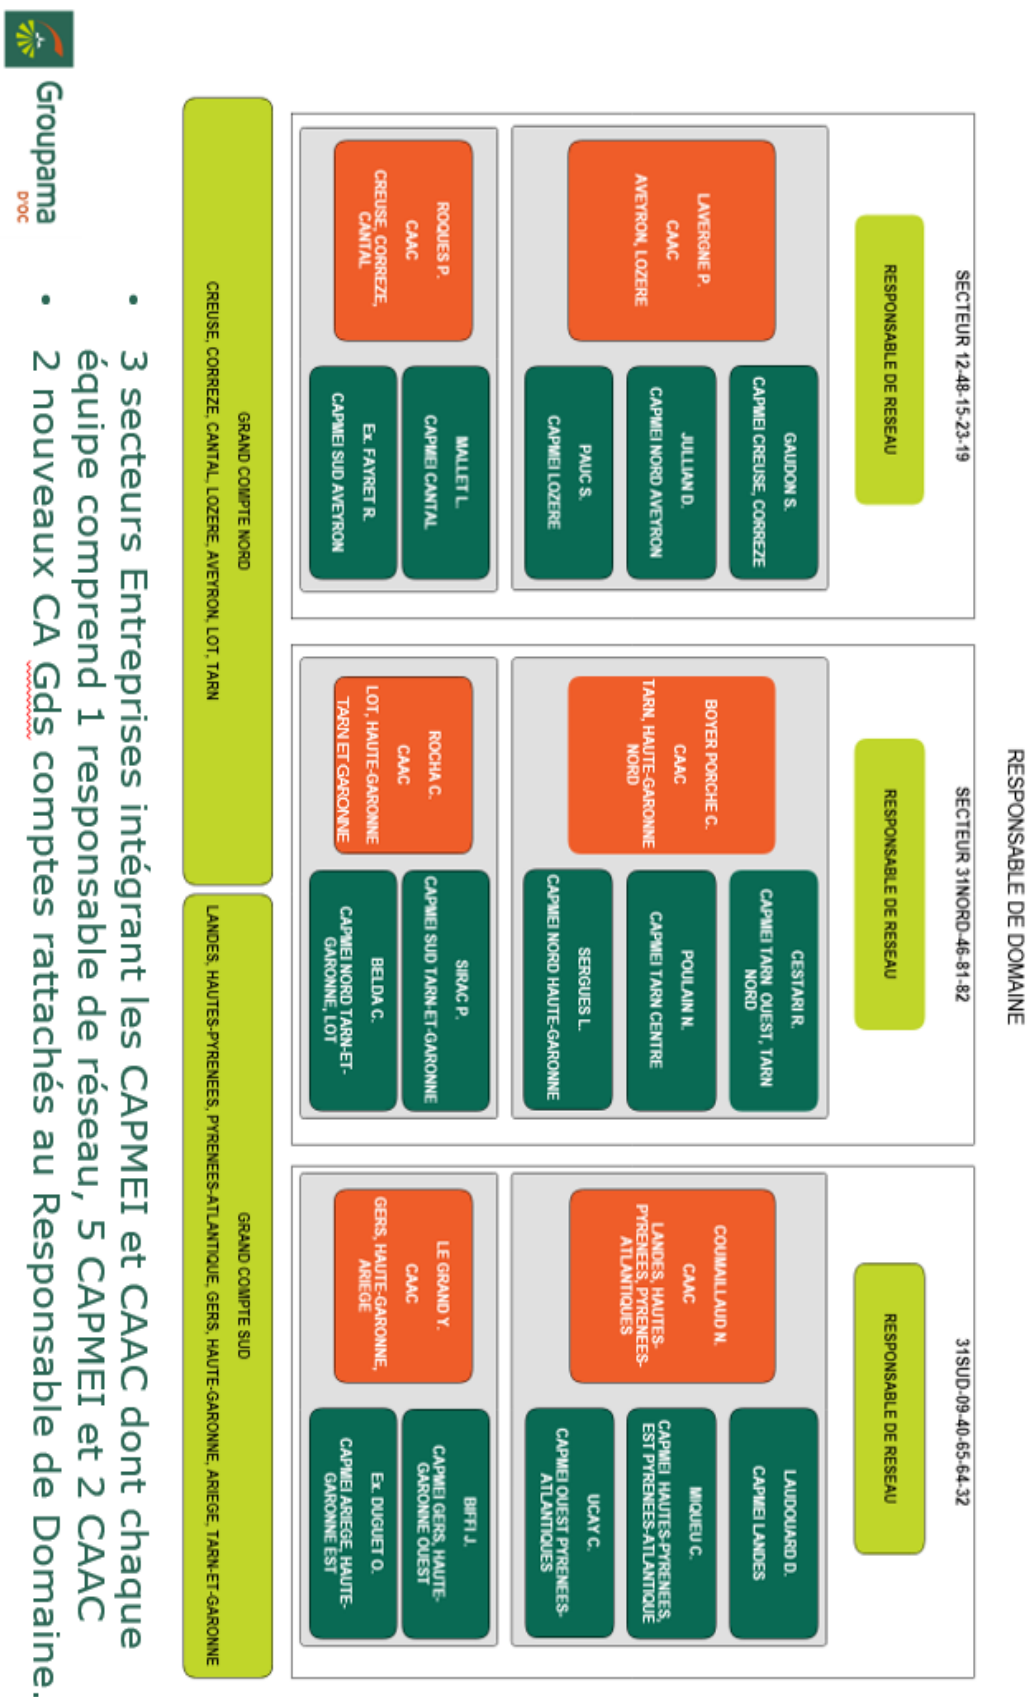 RESPONSABLE DE DOMAINE
SECTEUR 12-48-15-23-19
RESPONSABLE DE RESEAU
LAVERGNE P.
CAAC
AVEYRON, LOZERE
GAUDON S.
CAPMEI CREUSE, CORREZE
JULLIAN D.
CAPMEI NORD AVEYRON
PAUC S.
CAPMEI LOZERE
ROQUES P.
CAAC
CREUSE, CORREZE,
CANTAL
MALLET L.
CAPMEI CANTAL
Ex. FAYRET R.
CAPMEI SUD AVEYRON
SECTEUR 31NORD-46-81-82
RESPONSABLE DE RESEAU
BOYER PORCHE C.
CAAC
TARN, HAUTE-GARONNE
NORD
CESTARI R.
CAPMEI TARN OUEST, TARN
NORD
POULAIN N.
CAPMEI TARN CENTRE
SERGUES L.
CAPMEI NORD HAUTE-GARONNE
ROCHA C.
CAAC
LOT, HAUTE-GARONNE
TARN ET GARONNE
SIRAC P.
CAPMEI SUD TARN-ET-GARONNE
BELDA C.
CAPMEI NORD TARN-ET-
GARONNE, LOT
31SUD-09-40-65-64-32
RESPONSABLE DE RESEAU
COUMAILLAUD N.
CAAC
LANDES, HAUTES-
PYRENEES, PYRENEES-
ATLANTIQUES
LAUDOUARD D.
CAPMEI LANDES
MIQUEU C.
CAPMEI HAUTES-PYRENEES,
EST PYRENEES-ATLANTIQUE
UCAY C.
CAPMEI OUEST PYRENEES-
ATLANTIQUES
LE GRAND Y.
CAAC
GERS, HAUTE-GARONNE,
ARIEGE
BIFFI J.
CAPMEI GERS, HAUTE-
GARONNE OUEST
Ex. DUGUET O.
CAPMEI ARIEGE, HAUTE-
GARONNE EST
GRAND COMPTE NORD
CREUSE, CORREZE, CANTAL, LOZERE, AVEYRON, LOT, TARN
GRAND COMPTE SUD
LANDES, HAUTES-PYRENEES, PYRENEES-ATLANTIQUE, GERS, HAUTE-GARONNE, ARIEGE, TARN-ET-GARONNE
• 3 secteurs Entreprises intégrant les CAPMEI et CAAC dont chaque
équipe comprend 1 responsable de réseau, 5 CAPMEI et 2 CAAC
• 2 nouveaux CA Gds comptes rattachés au Responsable de Domaine.
Groupama
D'OC